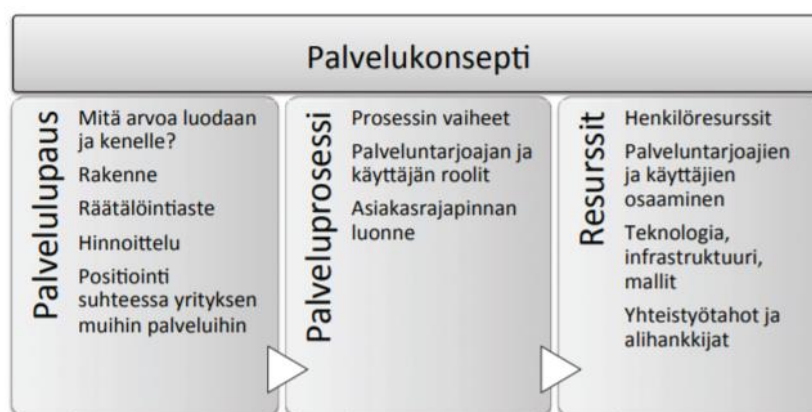 Palvelukonsepti
Palvelulupaus
Mitä arvoa luodaan
ja kenelle?
Rakenne
Räätälöintiaste
Hinnoittelu
Positiointi
suhteessa yrityksen
muihin palveluihin
Palveluprosessi
Prosessin vaiheet
Palveluntarjoajan ja
käyttäjän roolit
Asiakasrajapinnan
luonne
Resurssit
Henkilöresurssit
Palveluntarjoajien
ja käyttäjien
osaaminen
Teknologia,
infrastruktuuri,
mallit
Yhteistyötahot ja
alihankkijat